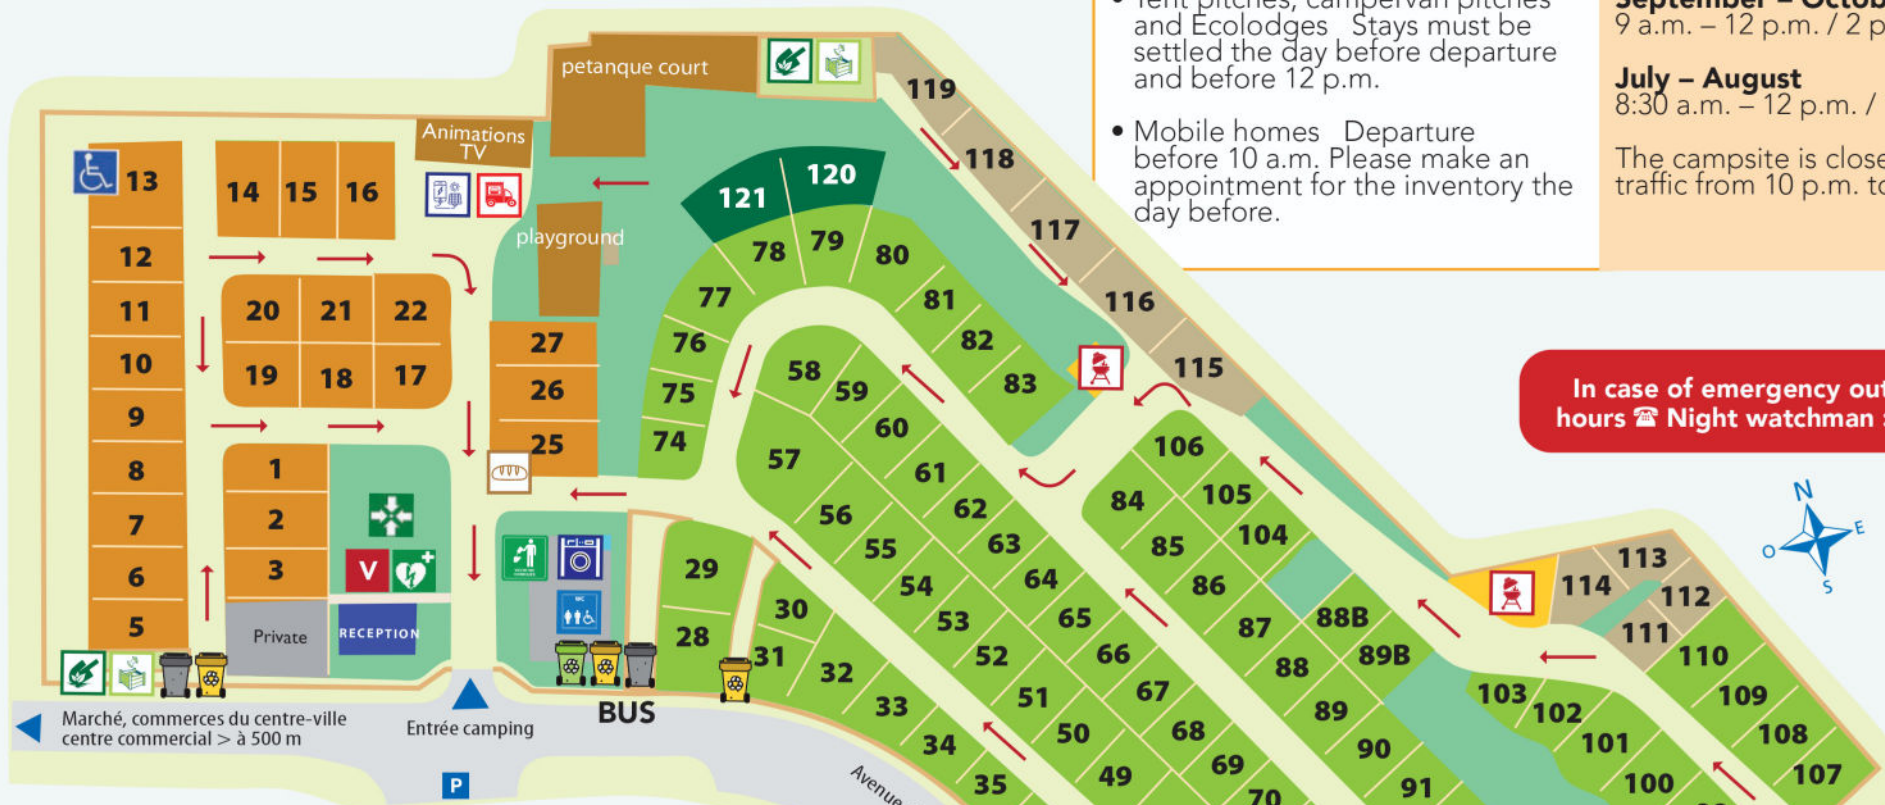 • Tent pitches, campervan pitches
and Ecolodges Stays must be
settled the day before departure
and before 12 p.m.
• Mobile homes Departure
before 10 a.m. Please make an
appointment for the inventory the
day before.
9 a.m. – 12 p.m. / 2 p
July – August
8:30 a.m. – 12 p.m. /
The campsite is close
traffic from 10 p.m. to
In case of emergency out
hours ☎ Night watchman :
N
O
E
S
petanque court
Animations
TV
playground
119
118
117
116
115
121
120
13
14
15
16
12
11
10
9
8
7
6
5
20
21
22
19
18
17
27
26
25
1
2
3
V
Private
RECEPTION
WC
78
79
80
77
81
76
82
75
83
74
58
59
60
57
61
56
62
55
63
54
64
53
65
52
66
51
67
50
68
49
69
70
29
28
30
31
32
33
34
35
106
84
105
85
104
86
87
88B
88
89B
89
90
91
114
113
112
111
110
109
108
107
103
102
101
100
Marché, commerces du centre-ville
centre commercial > à 500 m
Entrée camping
BUS
P
Avenue